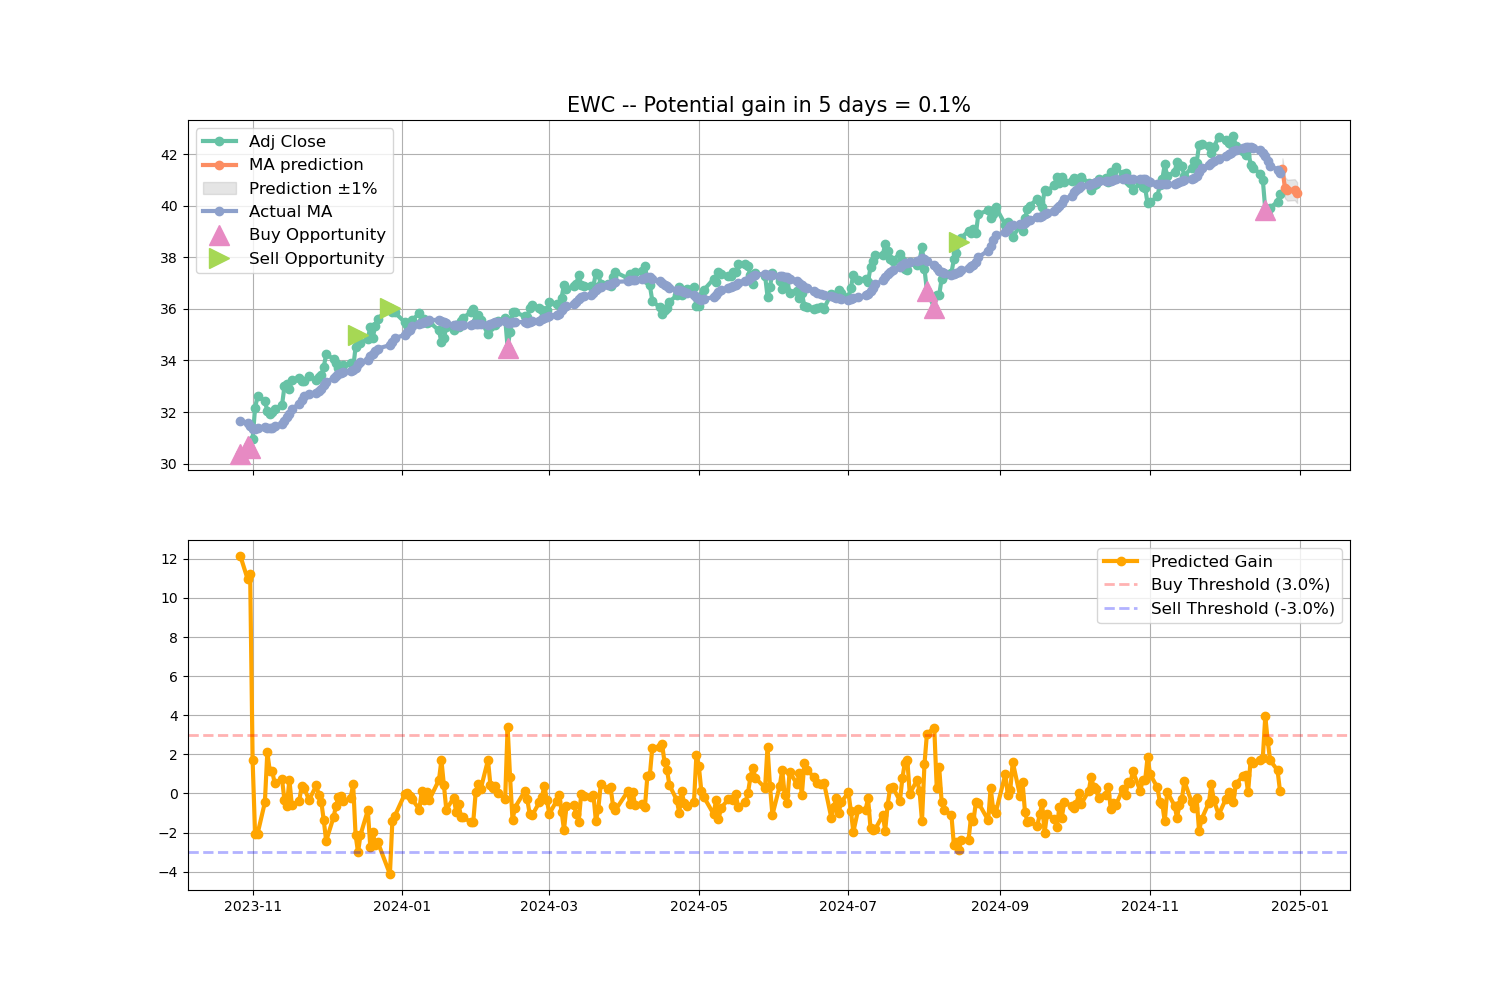 EWC -- Potential gain in 5 days = 0.1%
Adj Close
MA prediction
Prediction ±1%
Actual MA
Buy Opportunity
Sell Opportunity
42
40
38
36
34
32
30
Predicted Gain
Buy Threshold (3.0%)
Sell Threshold (-3.0%)
12
10
8
6
4
2
0
−2
−4
2023-11
2024-01
2024-03
2024-05
2024-07
2024-09
2024-11
2025-01